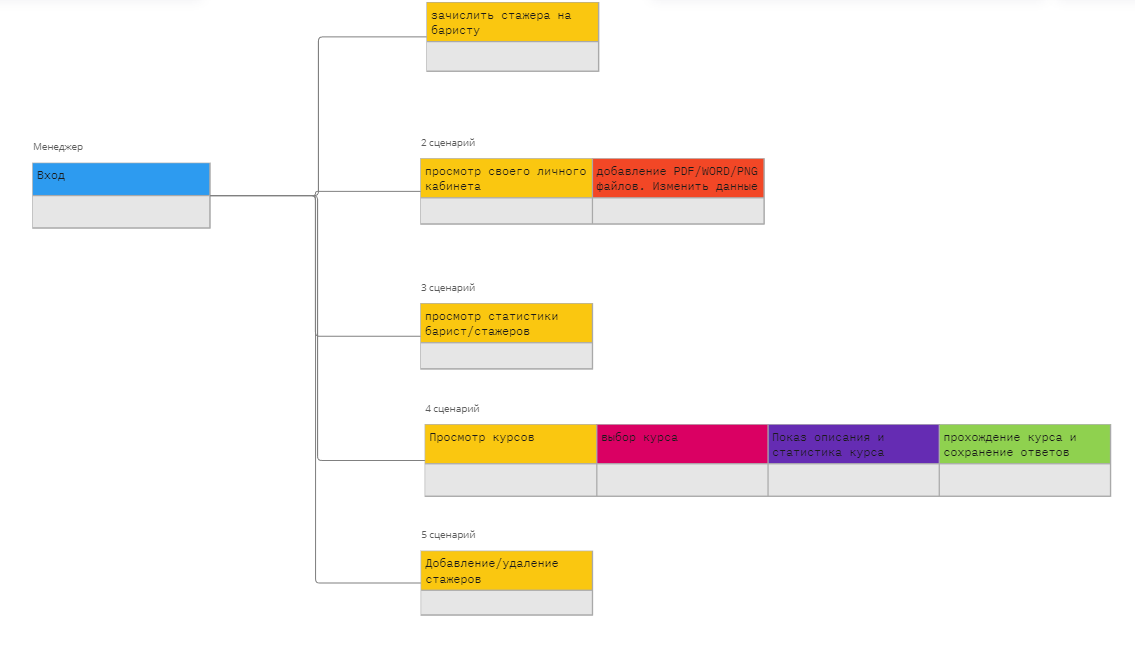 зачислить стажера на
баристу
Менеджер
Вход
2 сценарий
просмотр своего личного
кабинета
добавление PDF/WORD/PNG
файлов. Изменить данные
3 сценарий
просмотр статистики
барист/стажеров
4 сценарий
Просмотр курсов
выбор курса
Показ описания и
статистика курса
прохождение курса и
сохранение ответов
5 сценарий
Добавление/удаление
стажеров